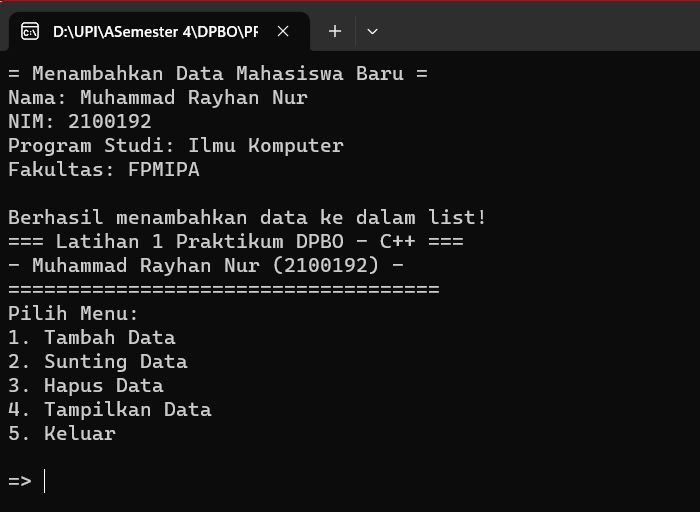 D:\UPI\ASemester 4\DPBO\PF
= Menambahkan Data Mahasiswa Baru =
Nama: Muhammad Rayhan Nur
NIM: 2100192
Program Studi: Ilmu Komputer
Fakultas: FPMIPA
Berhasil menambahkan data ke dalam list!
=== Latihan 1 Praktikum DPBO - C++ ===
- Muhammad Rayhan Nur (2100192) -
====================================
Pilih Menu:
1. Tambah Data
2. Sunting Data
3. Hapus Data
4. Tampilkan Data
5. Keluar
=>